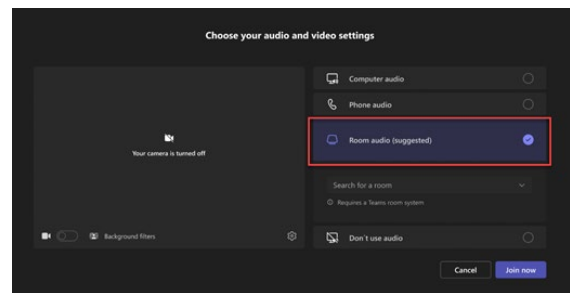 Choose your audio and video settings
Computer audio
Phone audio
Room audio (suggested)
Your camera is turned off
Search for a room
Requires a Teams room system
Background filters
Don't use audio
Cancel
Join now